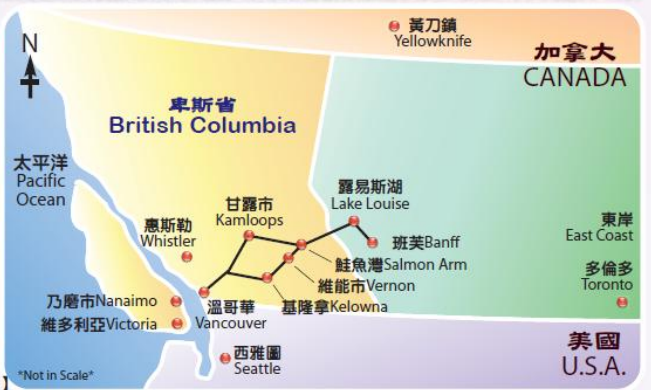 黃刀鎮
Yellowknife
N
加拿大
CANADA
卑斯省
British Columbia
太平洋
Pacific
Ocean
露易斯湖
Lake Louise
甘露市
Kamloops
惠斯勒
Whistler
東岸
East Coast
班芙Banff
鮭魚灣Salmon Arm
多倫多
Toronto
維能市Vernon
乃磨市Nanaimo
溫哥華
Vancouver
基隆拿Kelowna
維多利亞Victoria
美國
U.S.A.
西雅圖
Seattle
*Not in Scale*